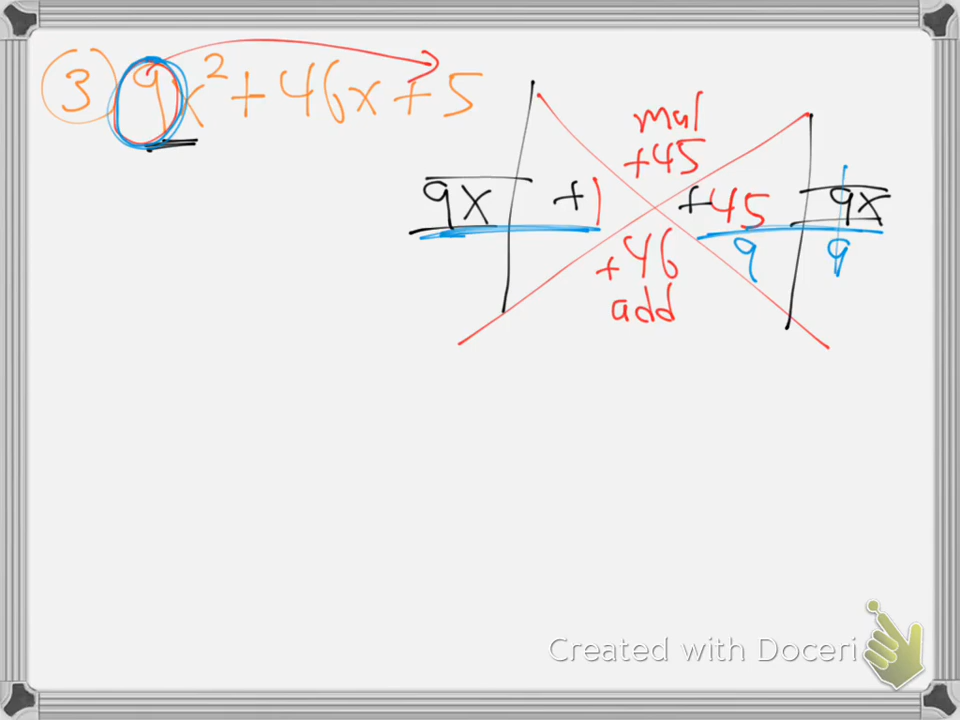 ③ 9x² + 46x + 5
mul
+45
9x +1 +45 9x
9 9
+46
add
Created with Doceri